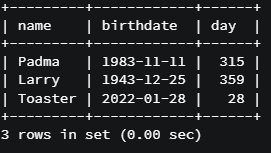 +---------+------------+------+
| name    | birthdate  | day  |
+---------+------------+------+
| Padma   | 1983-11-11 |  315 |
| Larry   | 1943-12-25 |  359 |
| Toaster | 2022-01-28 |   28 |
+---------+------------+------+
3 rows in set (0.00 sec)